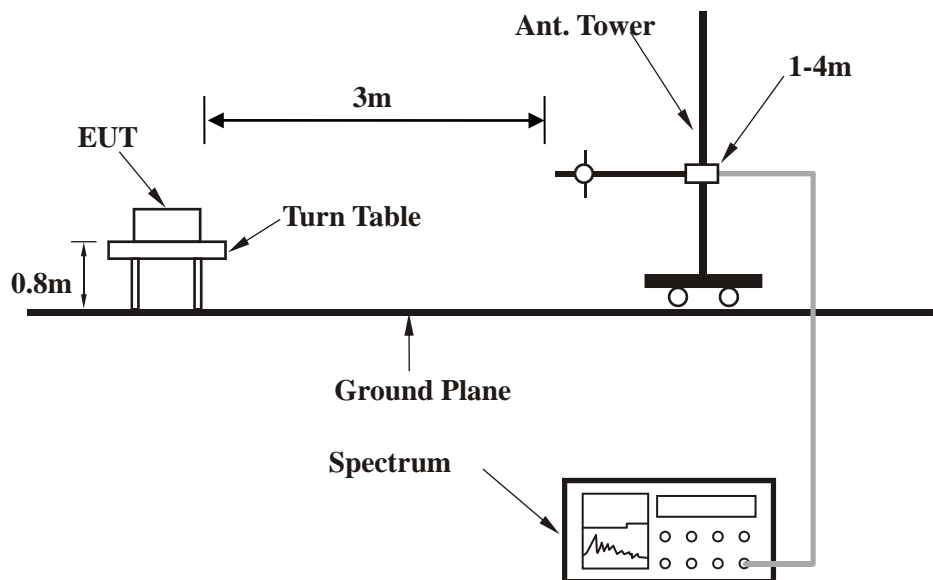 Ant. Tower
1-4m
3m
EUT
Turn Table
0.8m
Ground Plane
Spectrum